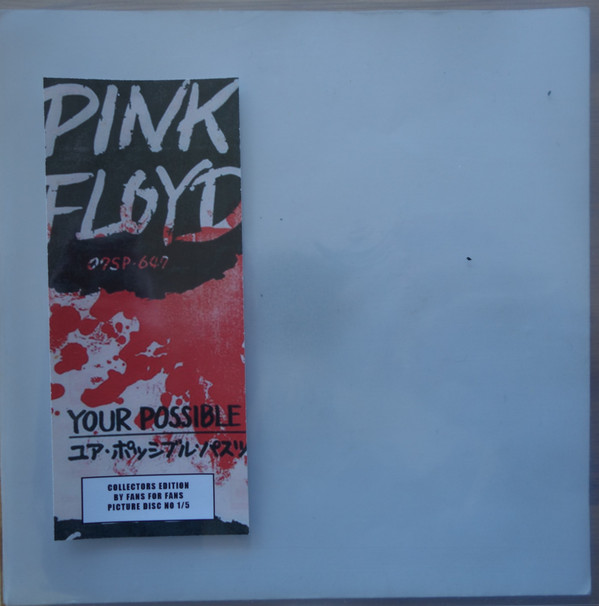 PINK
FLOYD
07SP-647
YOUR POSSIBLE
ユア・ポッシブル・パスツ
COLLECTORS EDITION
BY FANS FOR FANS
PICTURE DISC NO 1/5